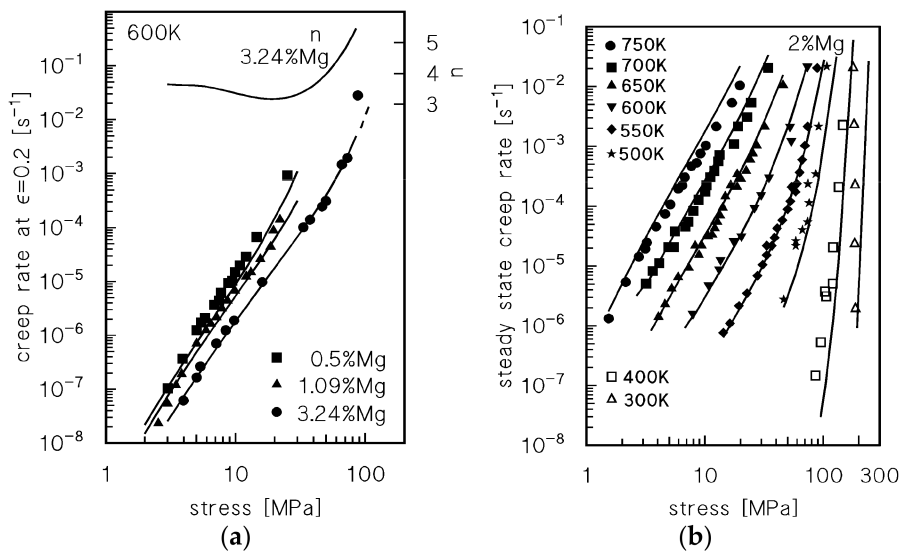 600K
n
3.24%Mg
5
4
3
n
10⁻¹
10⁻²
10⁻³
10⁻⁴
10⁻⁵
10⁻⁶
10⁻⁷
10⁻⁸
creep rate at ϵ=0.2 [s⁻¹]
0.5%Mg
1.09%Mg
3.24%Mg
1 10 100
stress [MPa]
(a)
2%Mg
750K
700K
650K
600K
550K
500K
10⁻¹
10⁻²
10⁻³
10⁻⁴
10⁻⁵
10⁻⁶
10⁻⁷
10⁻⁸
steady state creep rate [s⁻¹]
400K
300K
1 10 100 300
stress [MPa]
(b)